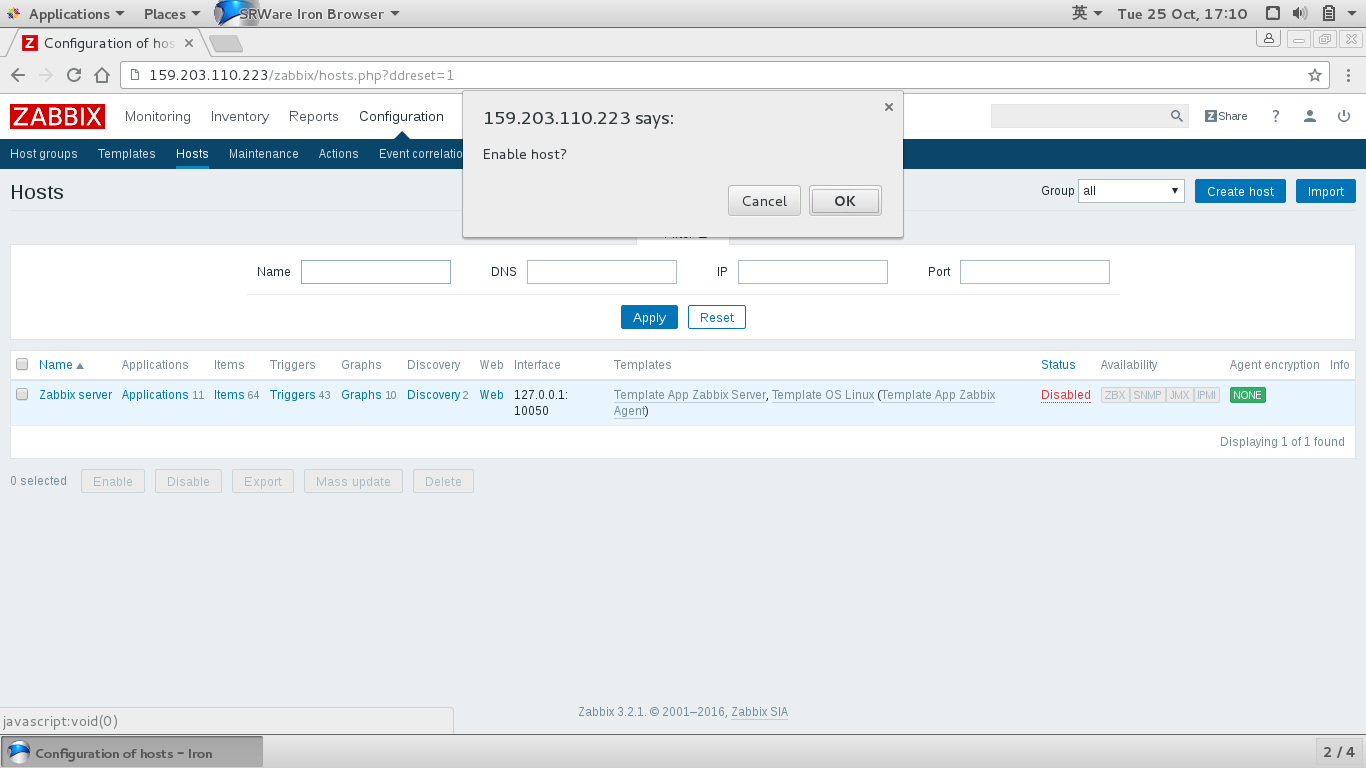 Applications Places SRWare Iron Browser 英 Tue 25 Oct, 17:10
Configuration of hos
159.203.110.223/zabbix/hosts.php?ddreset=1
ZABBIX Monitoring Inventory Reports Configuration Share ?
Host groups Templates Hosts Maintenance Actions Event correlatio
159.203.110.223 says:
Enable host?
Cancel OK
Hosts Group all Create host Import
Name DNS IP Port
Apply Reset
Name Applications Items Triggers Graphs Discovery Web Interface Templates Status Availability Agent encryption Info
Zabbix server Applications 11 Items 64 Triggers 43 Graphs 10 Discovery 2 Web 127.0.0.1: Template App Zabbix Server, Template OS Linux (Template App Zabbix Disabled ZBX SNMP JMX IPMI NONE
10050 Agent)
Displaying 1 of 1 found
0 selected Enable Disable Export Mass update Delete
Zabbix 3.2.1. © 2001–2016, Zabbix SIA
javascript:void(0)
Configuration of hosts – Iron 2 / 4